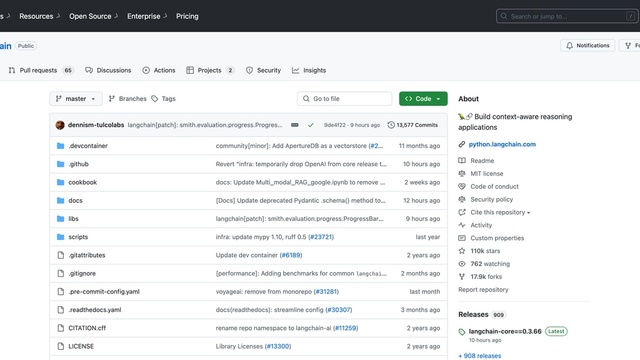 s Resources Open Source Enterprise Pricing Search or jump to... /
ain Public Notifications Fo
Pull requests 65 Discussions Actions Projects 2 Security Insights
master Branches Tags Go to file Code
dennism-tulcolabs langchain[patch]: smith.evaluation.progress.Progres... 9de4f22 · 9 hours ago 13,577 Commits
.devcontainer community[minor]: Add ApertureDB as a vectorstore (#2... 11 months ago
.github Revert "infra: temporarily drop OpenAI from core release t... 10 hours ago
cookbook docs: Update Multi_modal_RAG_google.ipynb to remove ... 2 weeks ago
docs [Docs] Update deprecated Pydantic .schema() method to... 12 hours ago
libs langchain[patch]: smith.evaluation.progress.ProgressBar... 9 hours ago
scripts infra: update mypy 1.10, ruff 0.5 (#23721) last year
.gitattributes Update dev container (#6189) 2 years ago
.gitignore [performance]: Adding benchmarks for common langchain... 2 months ago
.pre-commit-config.yaml voyageai: remove from monorepo (#31281) last month
.readthedocs.yaml docs(readthedocs): streamline config (#30307) 3 months ago
CITATION.cff rename repo namespace to langchain-ai (#11259) 2 years ago
LICENSE Library Licenses (#13300) 2 years ago
About
🦜🔗 Build context-aware reasoning
applications
python.langchain.com
Readme
MIT license
Code of conduct
Security policy
Cite this repository
Activity
Custom properties
110k stars
762 watching
17.9k forks
Report repository
Releases 909
langchain-core==0.3.66 Latest
10 hours ago
+ 908 releases